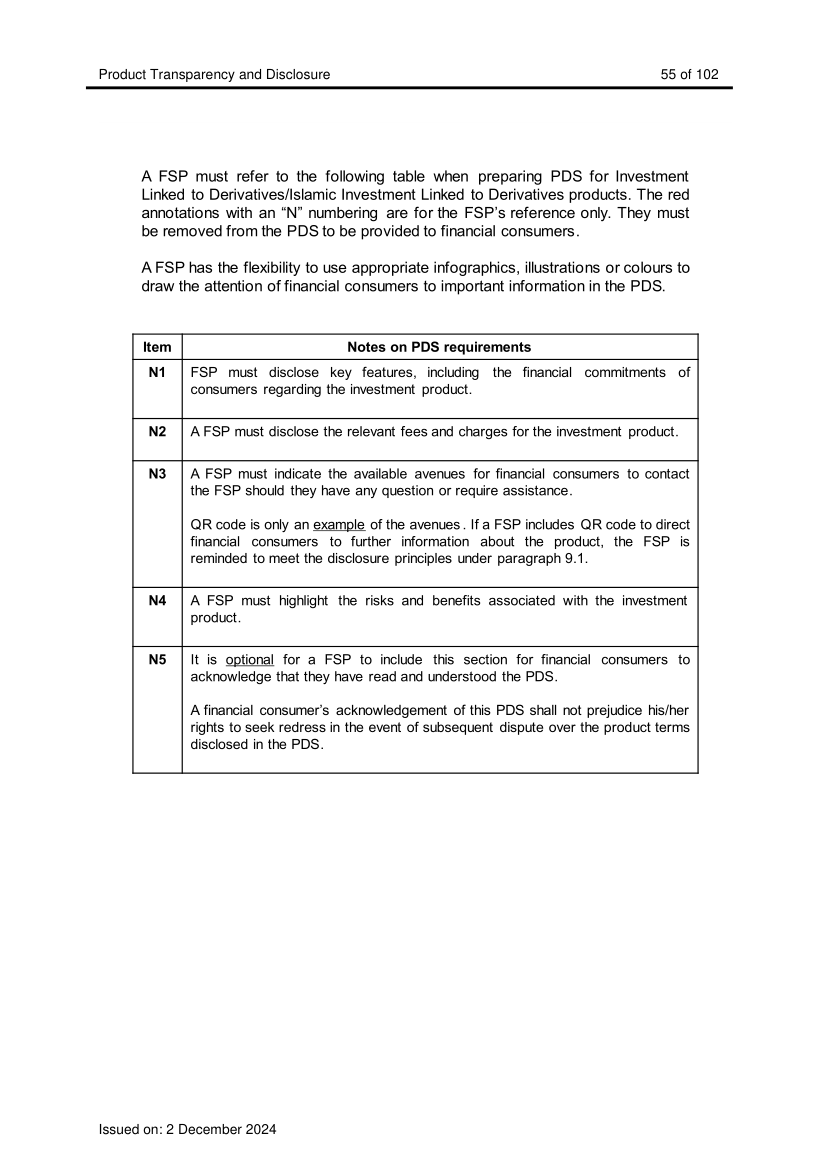 Product Transparency and Disclosure 55 of 102
A FSP must refer to the following table when preparing PDS for Investment
Linked to Derivatives/Islamic Investment Linked to Derivatives products. The red
annotations with an “N” numbering are for the FSP’s reference only. They must
be removed from the PDS to be provided to financial consumers.
A FSP has the flexibility to use appropriate infographics, illustrations or colours to
draw the attention of financial consumers to important information in the PDS.
Item Notes on PDS requirements
N1 FSP must disclose key features, including the financial commitments of
consumers regarding the investment product.
N2 A FSP must disclose the relevant fees and charges for the investment product.
N3 A FSP must indicate the available avenues for financial consumers to contact
the FSP should they have any question or require assistance.
QR code is only an example of the avenues. If a FSP includes QR code to direct
financial consumers to further information about the product, the FSP is
reminded to meet the disclosure principles under paragraph 9.1.
N4 A FSP must highlight the risks and benefits associated with the investment
product.
N5 It is optional for a FSP to include this section for financial consumers to
acknowledge that they have read and understood the PDS.
A financial consumer’s acknowledgement of this PDS shall not prejudice his/her
rights to seek redress in the event of subsequent dispute over the product terms
disclosed in the PDS.
Issued on: 2 December 2024